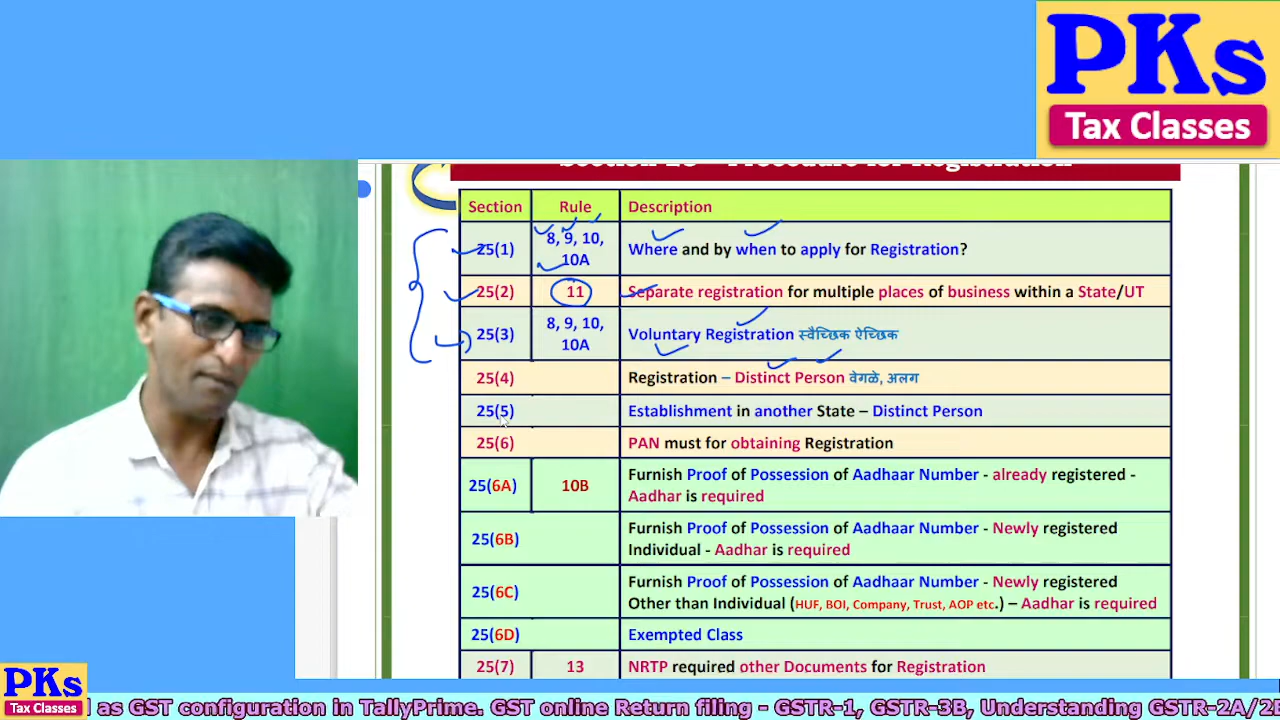 PKs
Tax Classes
Procedure for Registration
Section Rule Description
25(1) 8, 9, 10, 10A Where and by when to apply for Registration?
25(2) 11 Separate registration for multiple places of business within a State/UT
25(3) 8, 9, 10, 10A Voluntary Registration स्वैच्छिक ऐच्छिक
25(4) Registration – Distinct Person वेगळे, अलग
25(5) Establishment in another State – Distinct Person
25(6) PAN must for obtaining Registration
25(6A) 10B Furnish Proof of Possession of Aadhaar Number - already registered -
Aadhar is required
25(6B) Furnish Proof of Possession of Aadhaar Number - Newly registered
Individual - Aadhar is required
25(6C) Furnish Proof of Possession of Aadhaar Number - Newly registered
Other than Individual (HUF, BOI, Company, Trust, AOP etc.) – Aadhar is required
25(6D) Exempted Class
25(7) 13 NRTP required other Documents for Registration
PKs
Tax Classes
as GST configuration in TallyPrime. GST online Return filing - GSTR-1, GSTR-3B, Understanding GSTR-2A/2